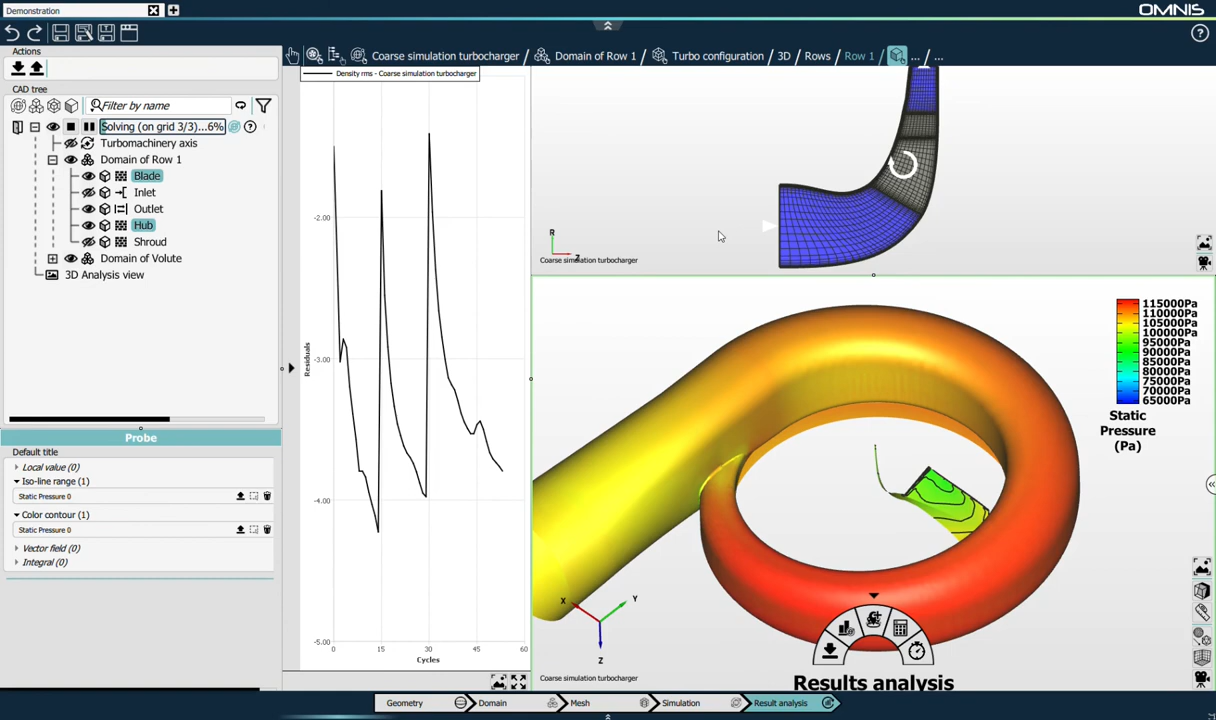 Demonstration
OMNIS
Actions
CAD tree
Filter by name
Solving (on grid 3/3)...6%
Turbomachinery axis
Domain of Row 1
Blade
Inlet
Outlet
Hub
Shroud
Domain of Volute
3D Analysis view
Probe
Default title
Local value (0)
Iso-line range (1)
Static Pressure 0
Color contour (1)
Static Pressure 0
Vector field (0)
Integral (0)
Coarse simulation turbocharger / Domain of Row 1 / Turbo configuration / 3D / Rows / Row 1 / ... / ...
Density rms - Coarse simulation turbocharger
-2.00
-3.00
-4.00
-5.00
Residuals
0 15 30 45 60
Cycles
R
Z
Coarse simulation turbocharger
115000Pa
110000Pa
105000Pa
100000Pa
95000Pa
90000Pa
85000Pa
80000Pa
75000Pa
70000Pa
65000Pa
Static
Pressure
(Pa)
X
Y
Z
Coarse simulation turbocharger
Results analysis
Geometry
Domain
Mesh
Simulation
Result analysis